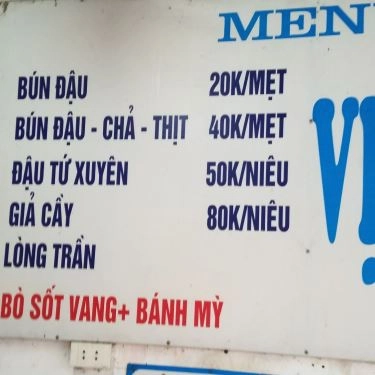 MEN
BÚN ĐẬU 20K/MẸT
BÚN ĐẬU - CHẢ - THỊT 40K/MẸT
ĐẬU TỨ XUYÊN 50K/NIÊU
GIẢ CẦY 80K/NIÊU
LÒNG TRẦN
BÒ SỐT VANG+ BÁNH MỲ